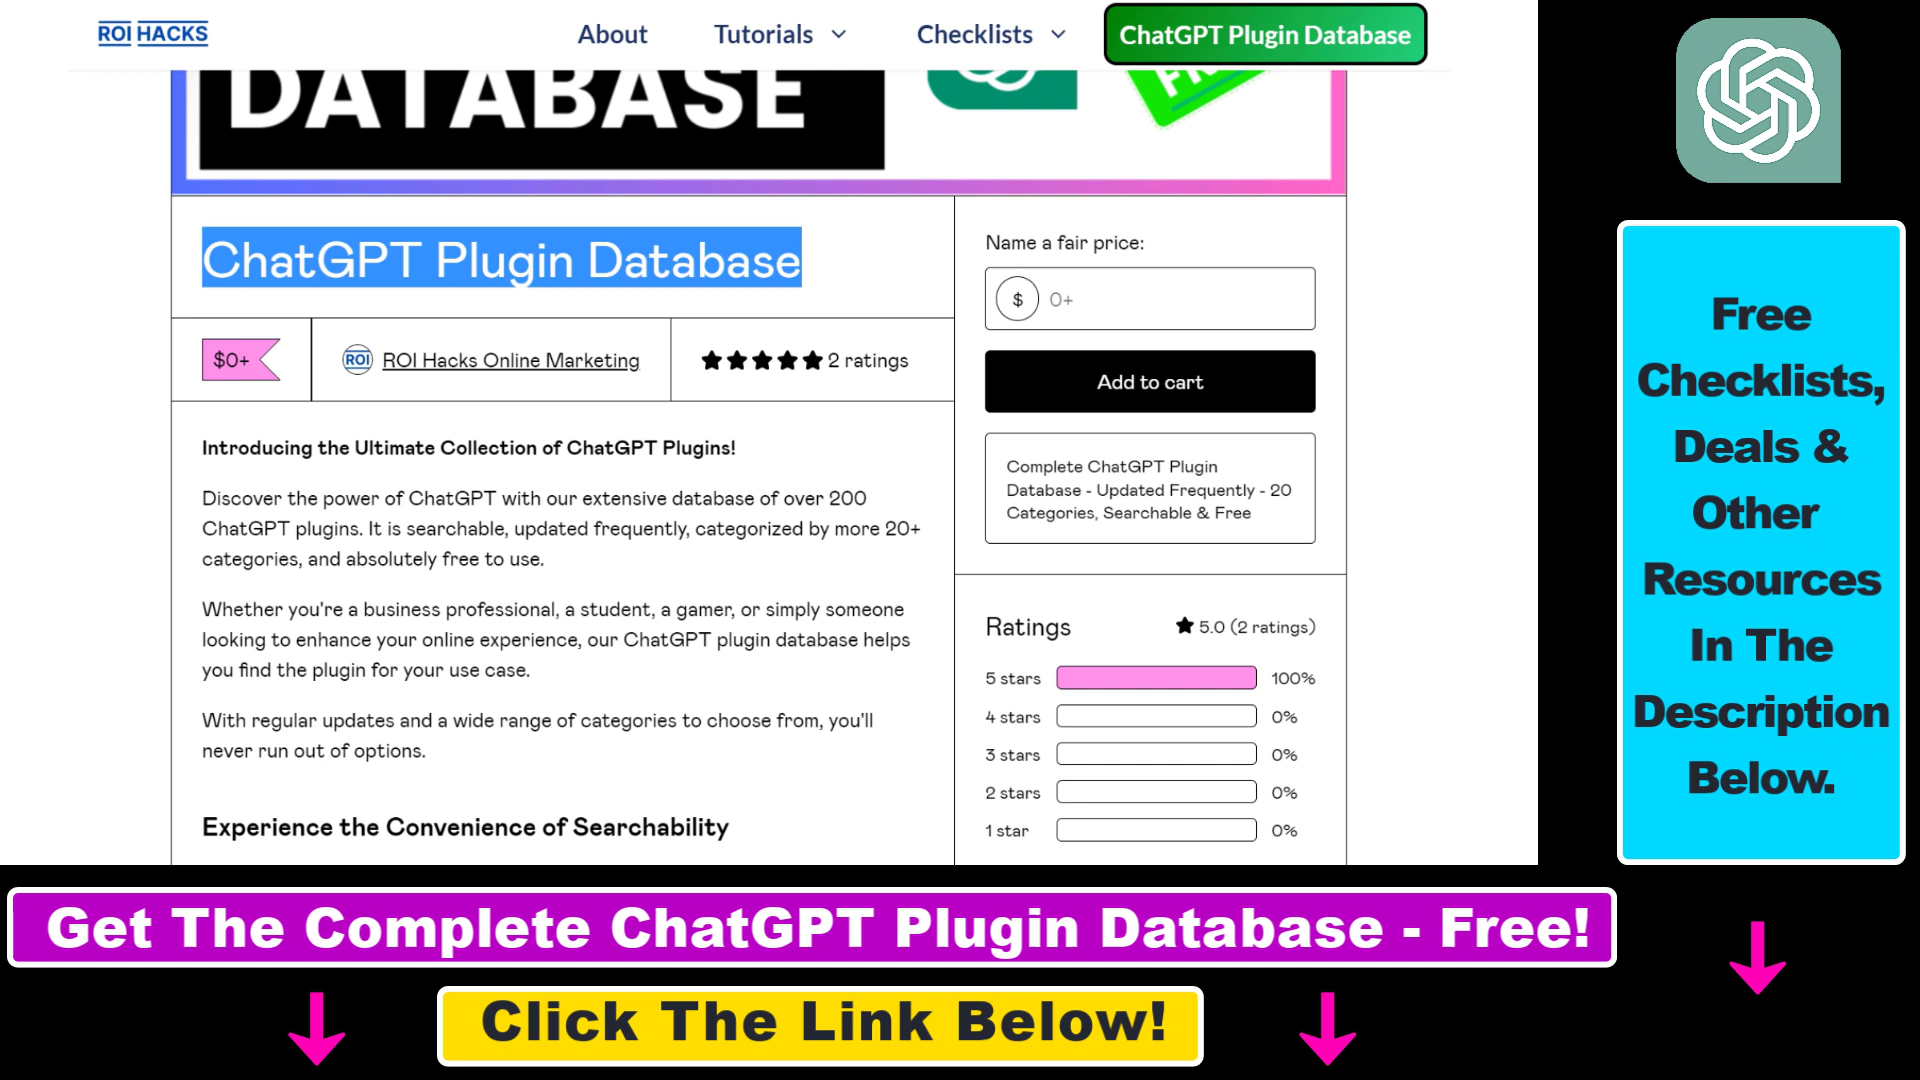 ROI HACKS
About
Tutorials
Checklists
ChatGPT Plugin Database
DATABASE
ChatGPT Plugin Database
$0+
ROI
ROI Hacks Online Marketing
2 ratings
Introducing the Ultimate Collection of ChatGPT Plugins!
Discover the power of ChatGPT with our extensive database of over 200
ChatGPT plugins. It is searchable, updated frequently, categorized by more 20+
categories, and absolutely free to use.
Whether you're a business professional, a student, a gamer, or simply someone
looking to enhance your online experience, our ChatGPT plugin database helps
you find the plugin for your use case.
With regular updates and a wide range of categories to choose from, you'll
never run out of options.
Experience the Convenience of Searchability
Name a fair price:
$
0+
Add to cart
Complete ChatGPT Plugin
Database - Updated Frequently - 20
Categories, Searchable & Free
Ratings
5.0 (2 ratings)
5 stars
100%
4 stars
0%
3 stars
0%
2 stars
0%
1 star
0%
Free
Checklists,
Deals &
Other
Resources
In The
Description
Below.
Get The Complete ChatGPT Plugin Database - Free!
Click The Link Below!